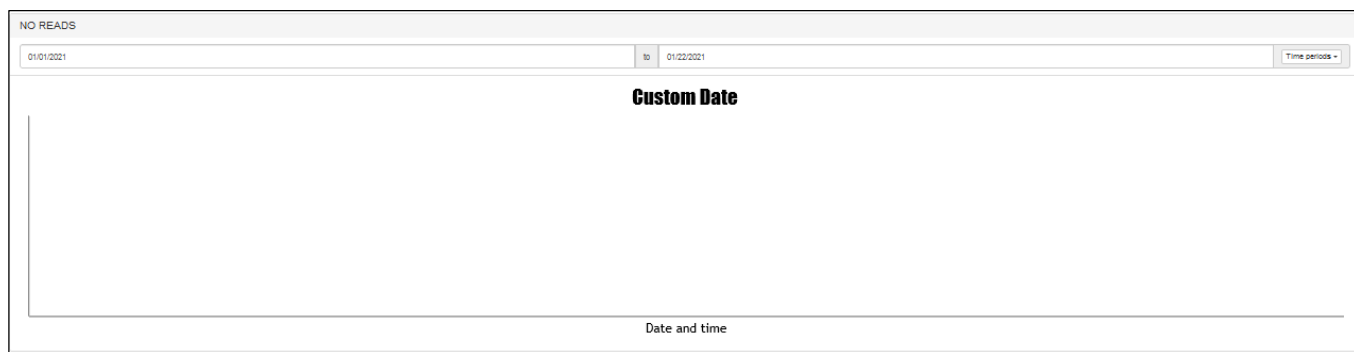 NO READS
01/01/2021 to 01/22/2021 Time periods
Custom Date
Date and time